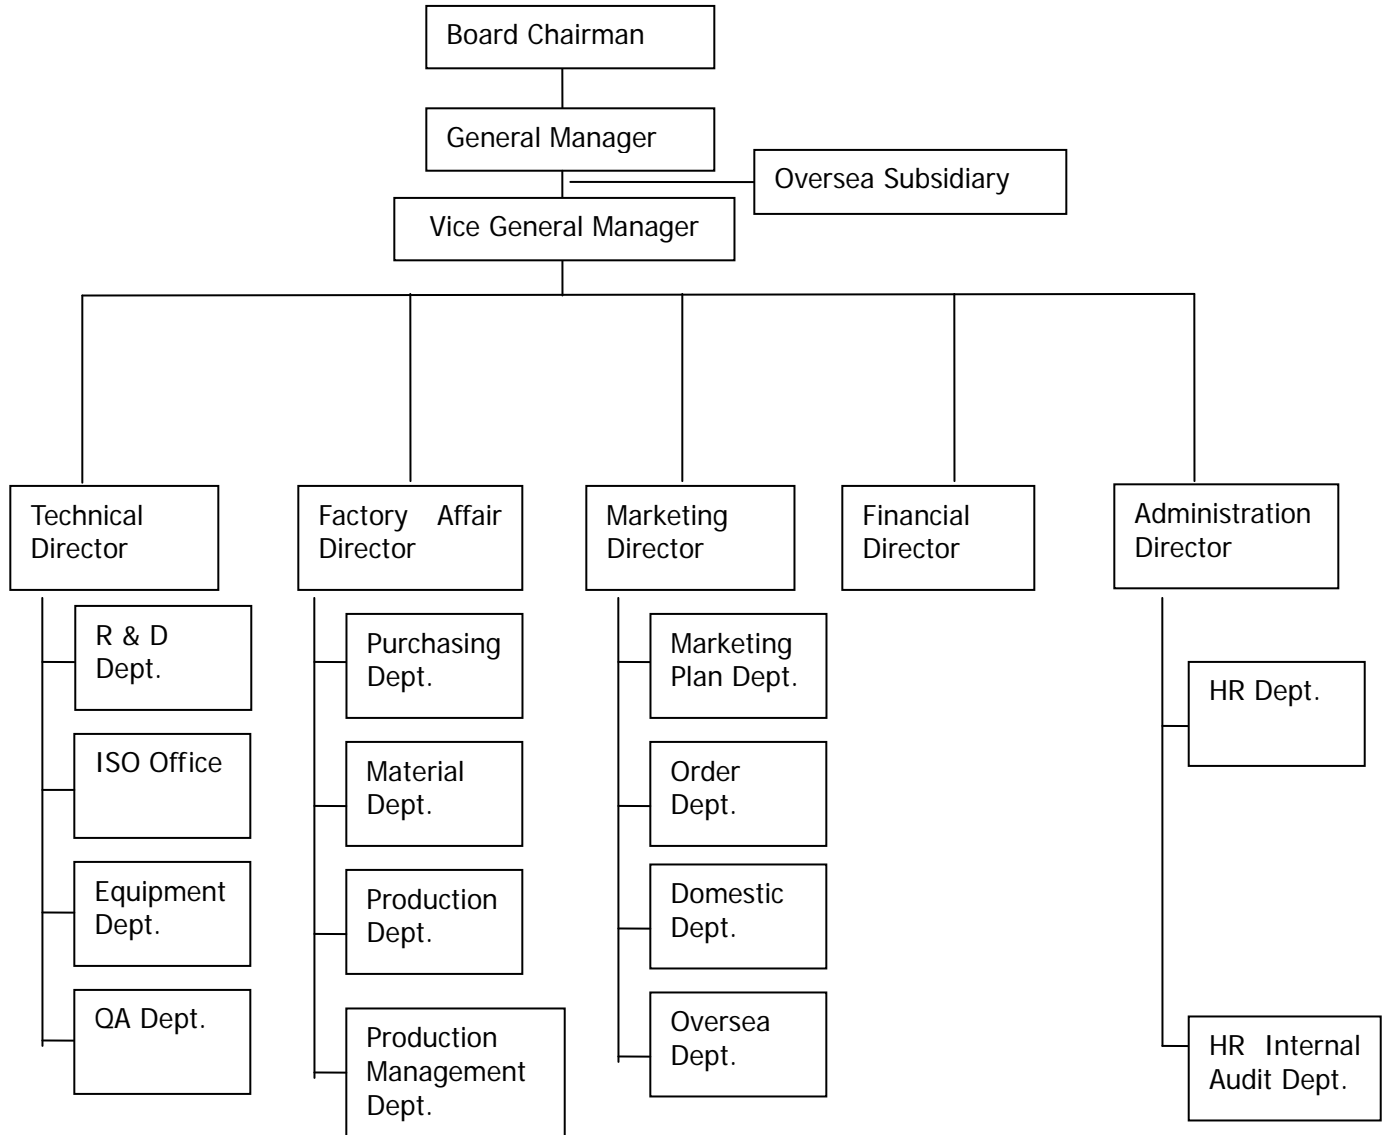 Board Chairman
General Manager
Oversea Subsidiary
Vice General Manager
Technical
Director
Factory Affair
Director
Marketing
Director
Financial
Director
Administration
Director
R & D
Dept.
ISO Office
Equipment
Dept.
QA Dept.
Purchasing
Dept.
Material
Dept.
Production
Dept.
Production
Management
Dept.
Marketing
Plan Dept.
Order
Dept.
Domestic
Dept.
Oversea
Dept.
HR Dept.
HR Internal
Audit Dept.